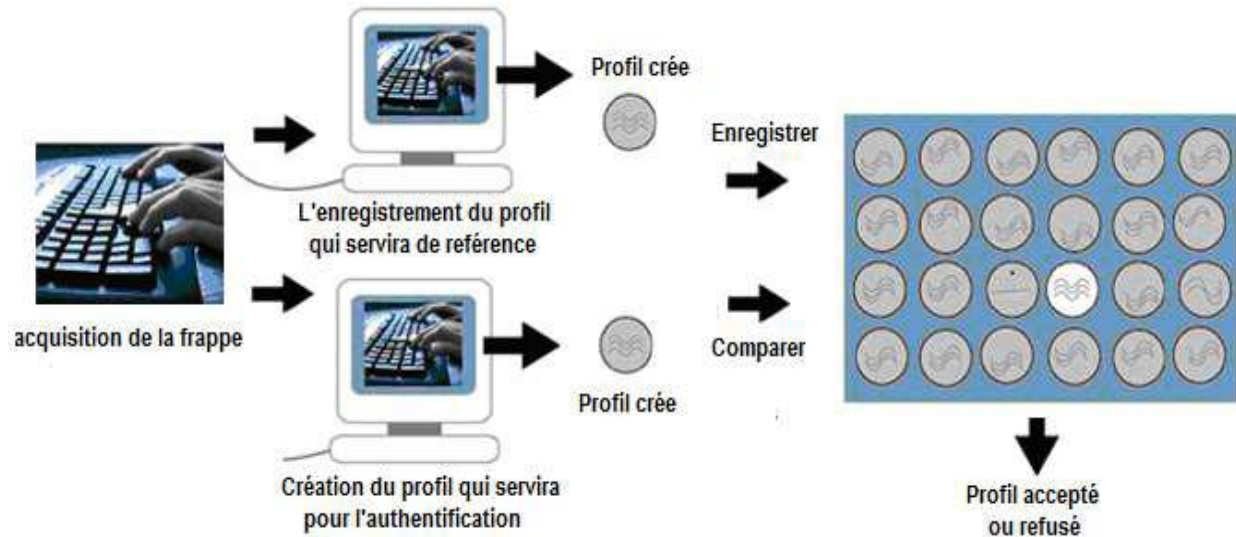 Profil crée
Enregistrer
L'enregistrement du profil
qui servira de reférence
acquisition de la frappe
Comparer
Profil crée
Création du profil qui servira
pour l'authentification
Profil accepté
ou refusé